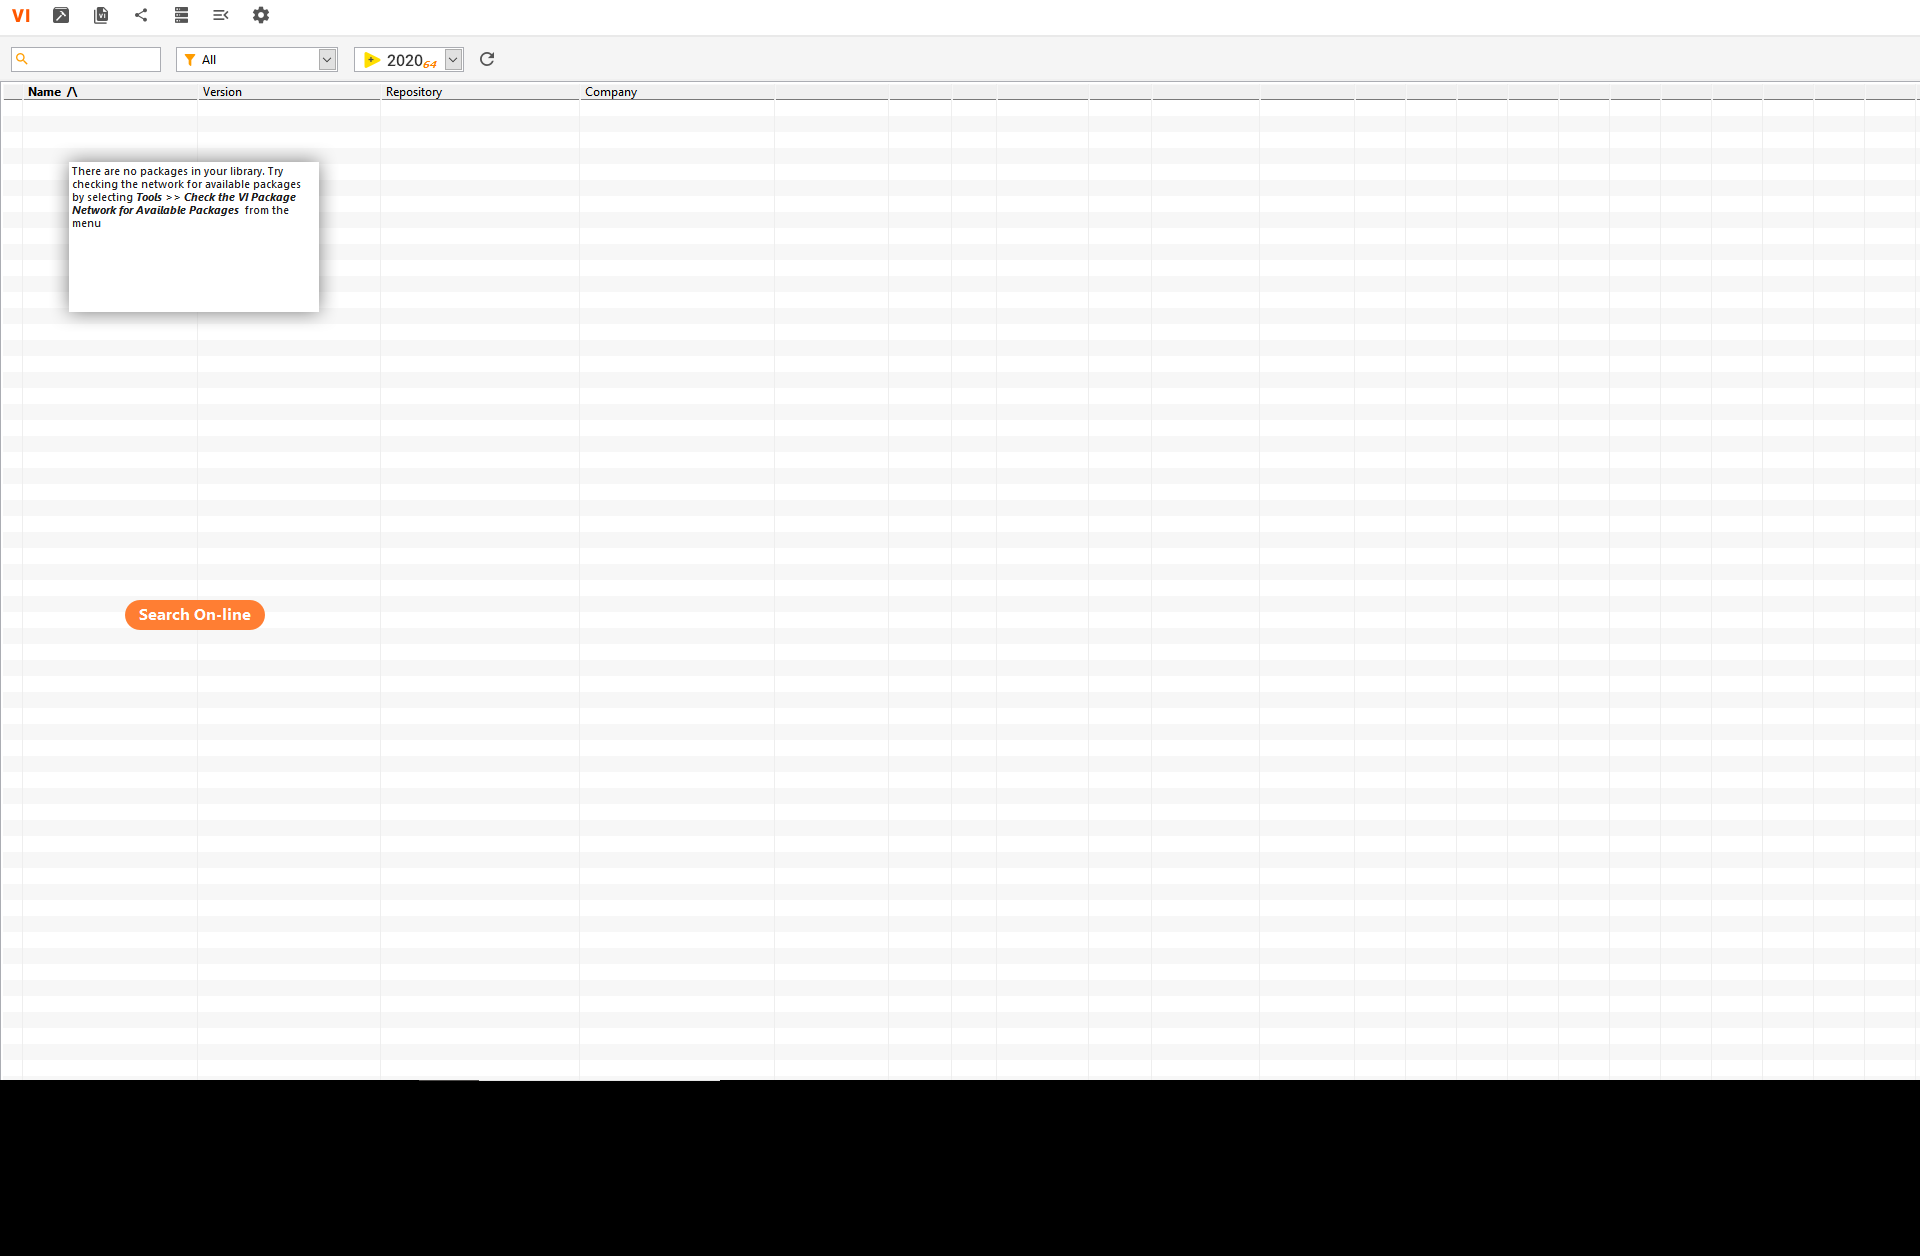 VI
All
2020 64
Name /\ Version Repository Company
There are no packages in your library. Try
checking the network for available packages
by selecting Tools >> Check the VI Package
Network for Available Packages from the
menu
Search On-line